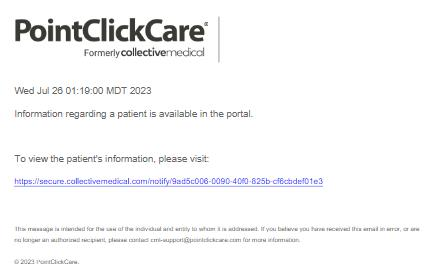 PointClickCare®
Formerly collectivemedical
Wed Jul 26 01:19:00 MDT 2023
Information regarding a patient is available in the portal.
To view the patient's information, please visit:
https://secure.collectivemedical.com/notify/9ad5c006-0090-40f0-825b-cf6cbdef01e3
This message is intended for the use of the individual and entity to whom it is addressed. If you believe you have received this email in error, or are
no longer an authorized recipient, please contact cml-support@pointclickcare.com for more information.
© 2023 PointClickCare.